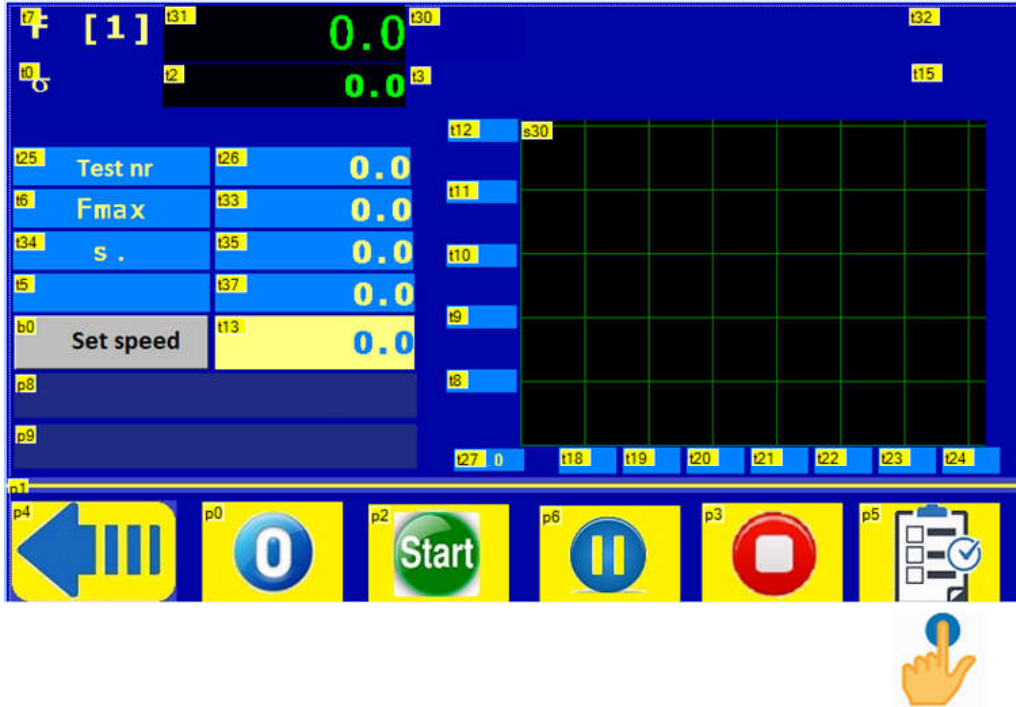 t7 F [1] t31 0.0 t30 t32
t0 σ t2 0.0 t3 t15
t12 s30
t25 Test nr t26 0.0
t6 Fmax t33 0.0 t11
t34 s . t35 0.0 t10
t5 t37 0.0
b0 Set speed t13 0.0 t9
p8 t8
p9
t27 0 t18 t19 t20 t21 t22 t23 t24
p1
p4 p0 0 p2 Start p6 p3 p5